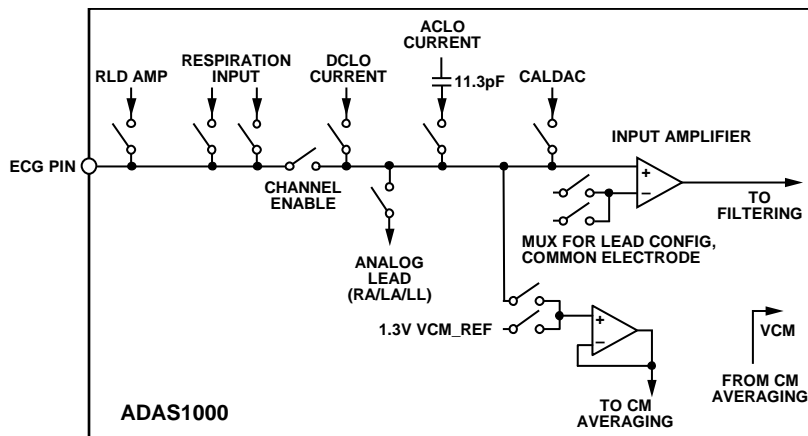 ACLO
CURRENT
RESPIRATION
INPUT
DCLO
CURRENT
RLD AMP
11.3pF
CALDAC
INPUT AMPLIFIER
ECG PIN
+
–
CHANNEL
ENABLE
TO
FILTERING
MUX FOR LEAD CONFIG,
COMMON ELECTRODE
ANALOG
LEAD
(RA/LA/LL)
1.3V VCM_REF
+
–
VCM
FROM CM
AVERAGING
TO CM
AVERAGING
ADAS1000